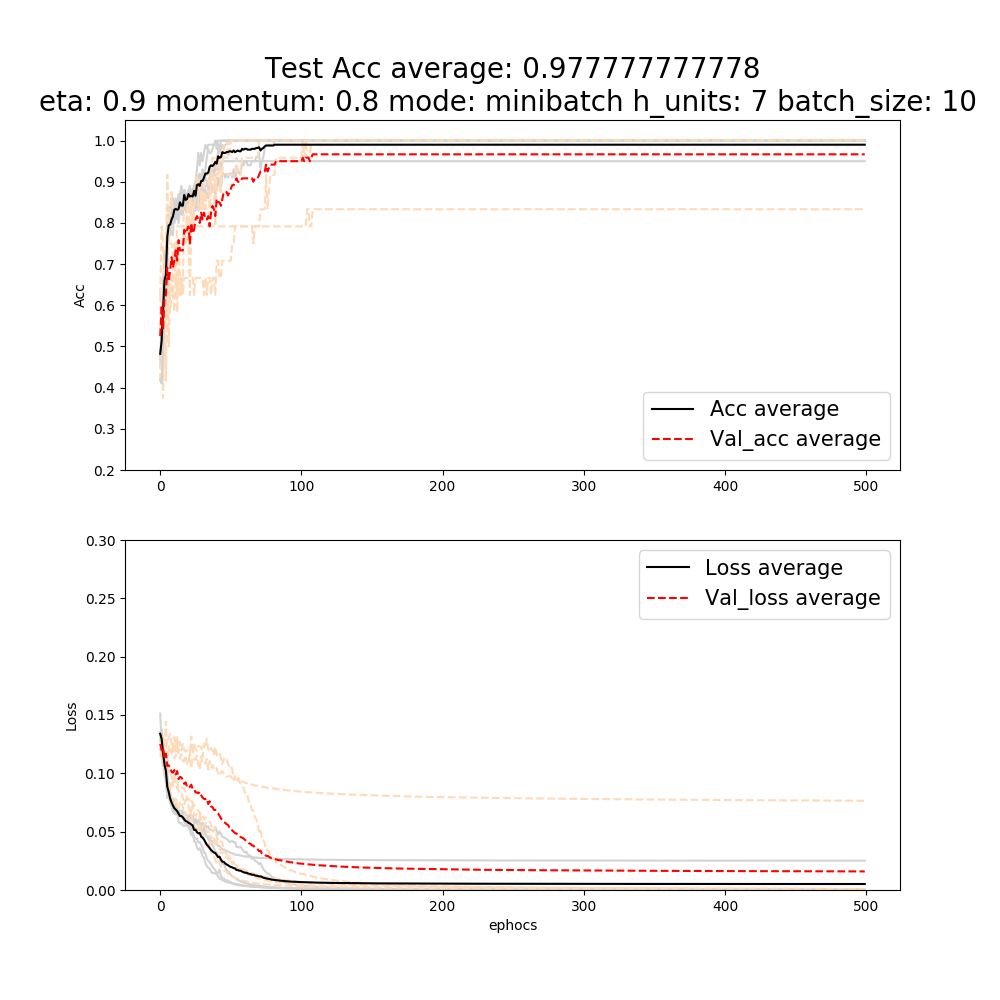 Test Acc average: 0.977777777778
eta: 0.9 momentum: 0.8 mode: minibatch h_units: 7 batch_size: 10
1.0
0.9
0.8
0.7
0.6
0.5
0.4
0.3
0.2
Acc
0 100 200 300 400 500
Acc average
Val_acc average
0.30
0.25
0.20
0.15
0.10
0.05
0.00
Loss
0 100 200 300 400 500
ephocs
Loss average
Val_loss average